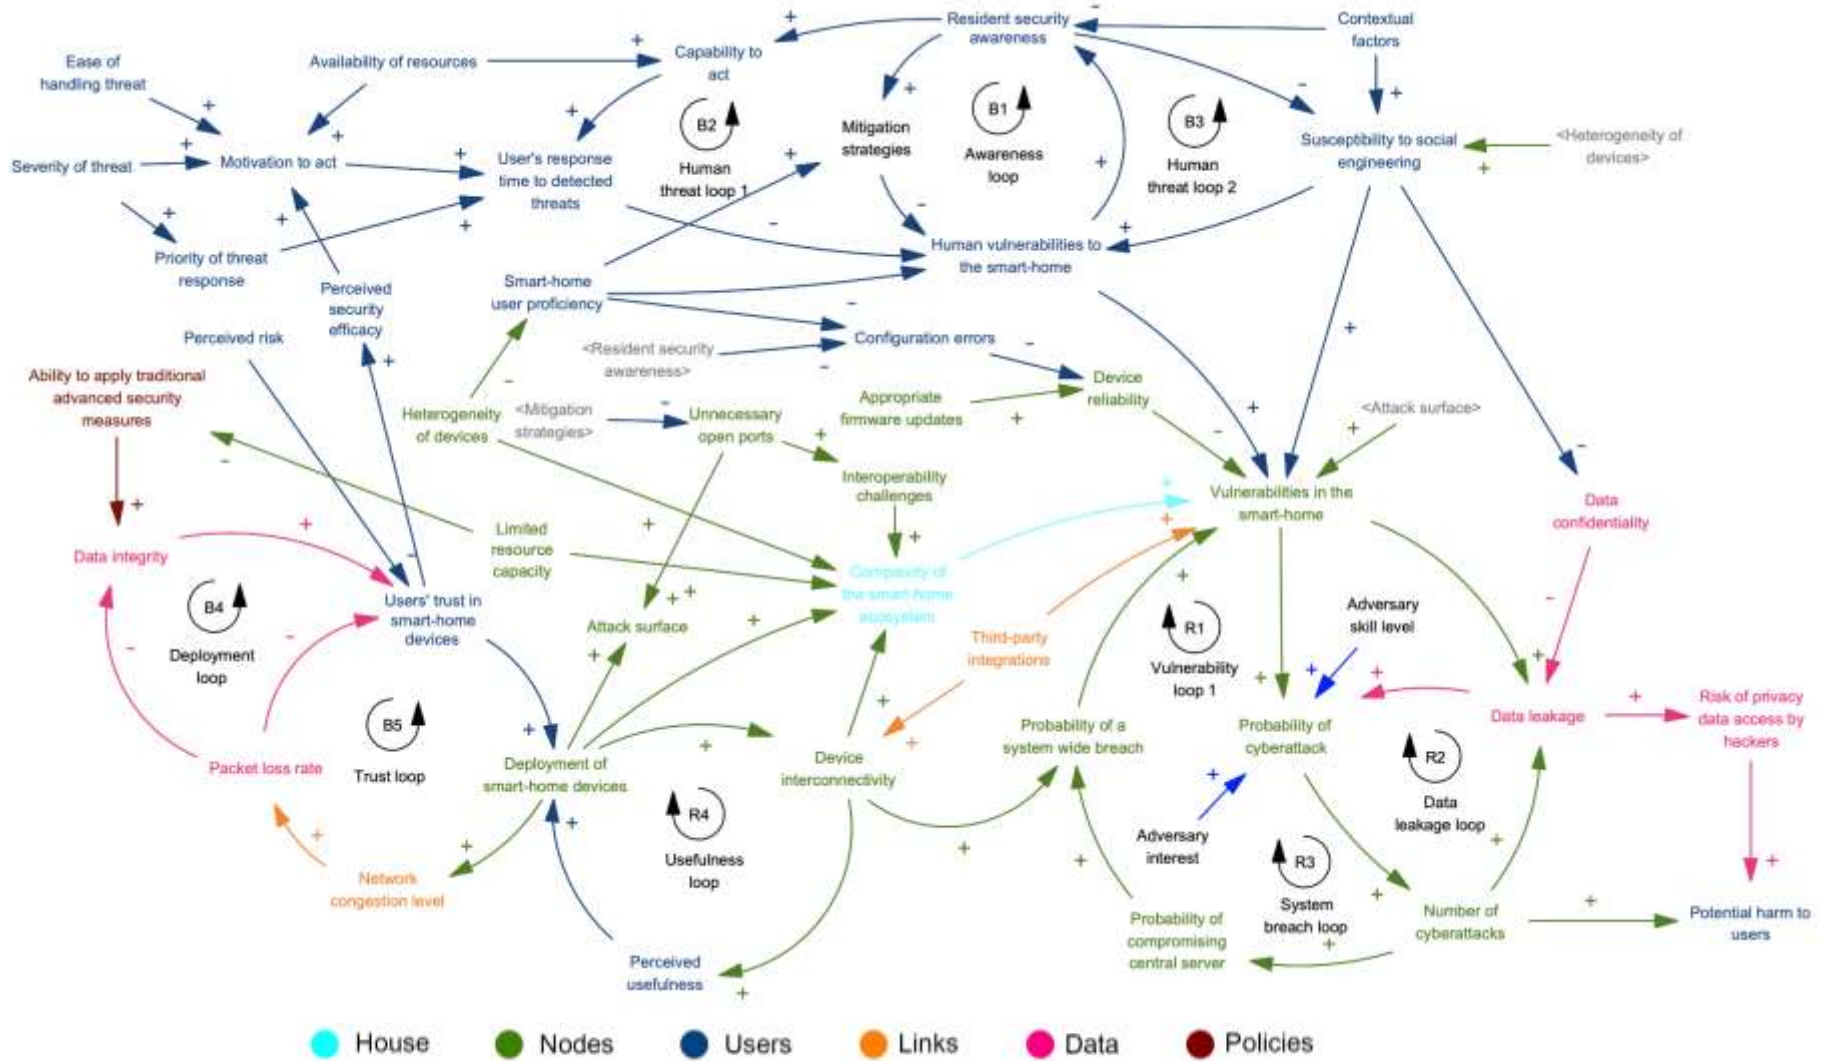 Resident security
awareness
Contextual
factors
Ease of
handling threat
Availability of resources
Capability to
act
B2
Human
threat loop 1
Mitigation
strategies
B1
Awareness
loop
B3
Human
threat loop 2
Susceptibility to social
engineering
<Heterogeneity of
devices>
Severity of threat
Motivation to act
User's response
time to detected
threats
Priority of threat
response
Perceived
security
efficacy
Smart-home
user proficiency
Human vulnerabilities to
the smart-home
Perceived risk
<Resident security
awareness>
Configuration errors
Ability to apply traditional
advanced security
measures
Heterogeneity
of devices
<Mitigation
strategies>
Unnecessary
open ports
Appropriate
firmware updates
Device
reliability
<Attack surface>
Interoperability
challenges
Vulnerabilities in the
smart-home
Data
confidentiality
Data integrity
Limited
resource
capacity
Complexity of
the smart-home
ecosystem
B4
Deployment
loop
Users' trust in
smart-home
devices
Attack surface
Third-party
integrations
R1
Vulnerability
loop 1
Adversary
skill level
B5
Trust loop
Packet loss rate
Deployment of
smart-home devices
R4
Usefulness
loop
Device
interconnectivity
Probability of a
system wide breach
Probability of
cyberattack
R2
Data
leakage loop
Data leakage
Risk of privacy
data access by
hackers
Adversary
interest
R3
System
breach loop
Network
congestion level
Perceived
usefulness
Probability of
compromising
central server
Number of
cyberattacks
Potential harm to
users
House
Nodes
Users
Links
Data
Policies